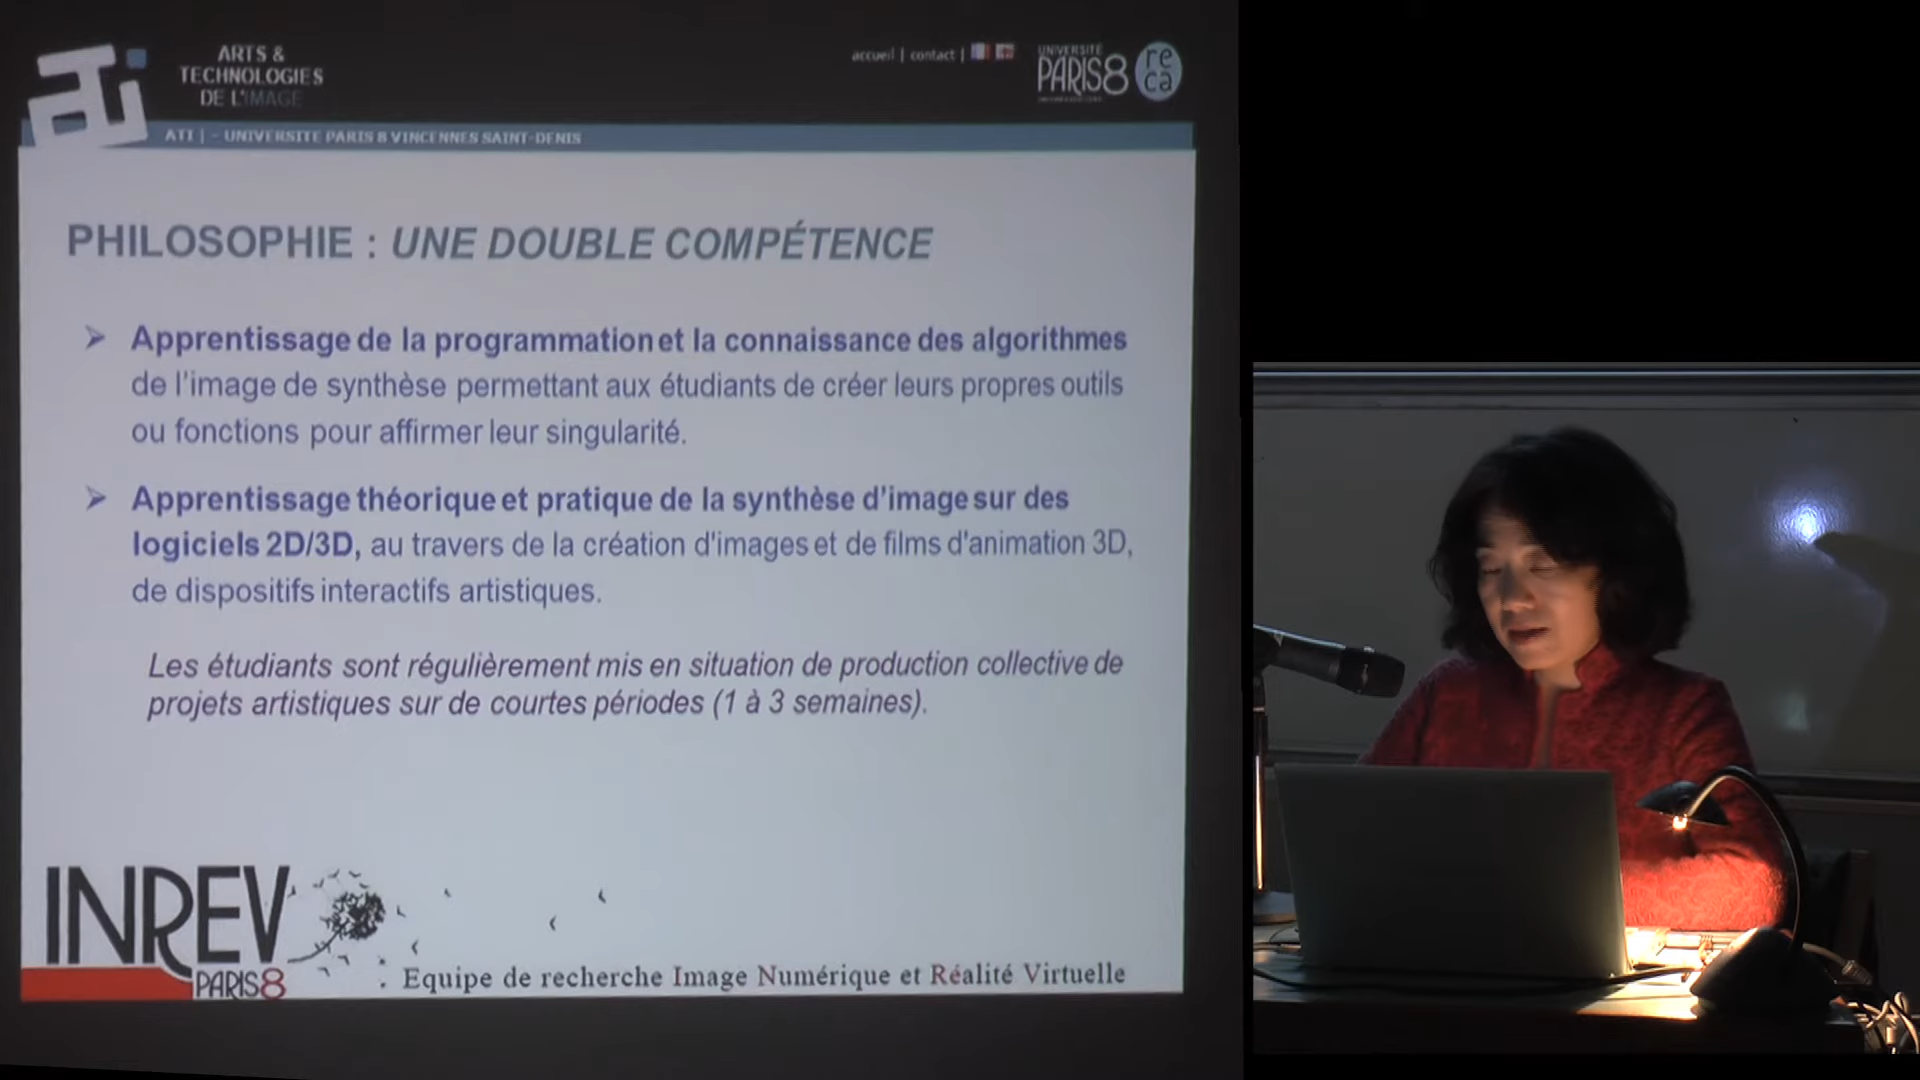 ati
ARTS &
TECHNOLOGIES
DE L'IMAGE
accueil | contact |
UNIVERSITÉ
PARIS8
re
ca
ATI | - UNIVERSITE PARIS 8 VINCENNES SAINT-DENIS
PHILOSOPHIE : UNE DOUBLE COMPÉTENCE
➤ Apprentissage de la programmation et la connaissance des algorithmes
de l'image de synthèse permettant aux étudiants de créer leurs propres outils
ou fonctions pour affirmer leur singularité.
➤ Apprentissage théorique et pratique de la synthèse d'image sur des
logiciels 2D/3D, au travers de la création d'images et de films d'animation 3D,
de dispositifs interactifs artistiques.
Les étudiants sont régulièrement mis en situation de production collective de
projets artistiques sur de courtes périodes (1 à 3 semaines).
INREV
PARIS8
Equipe de recherche Image Numérique et Réalité Virtuelle